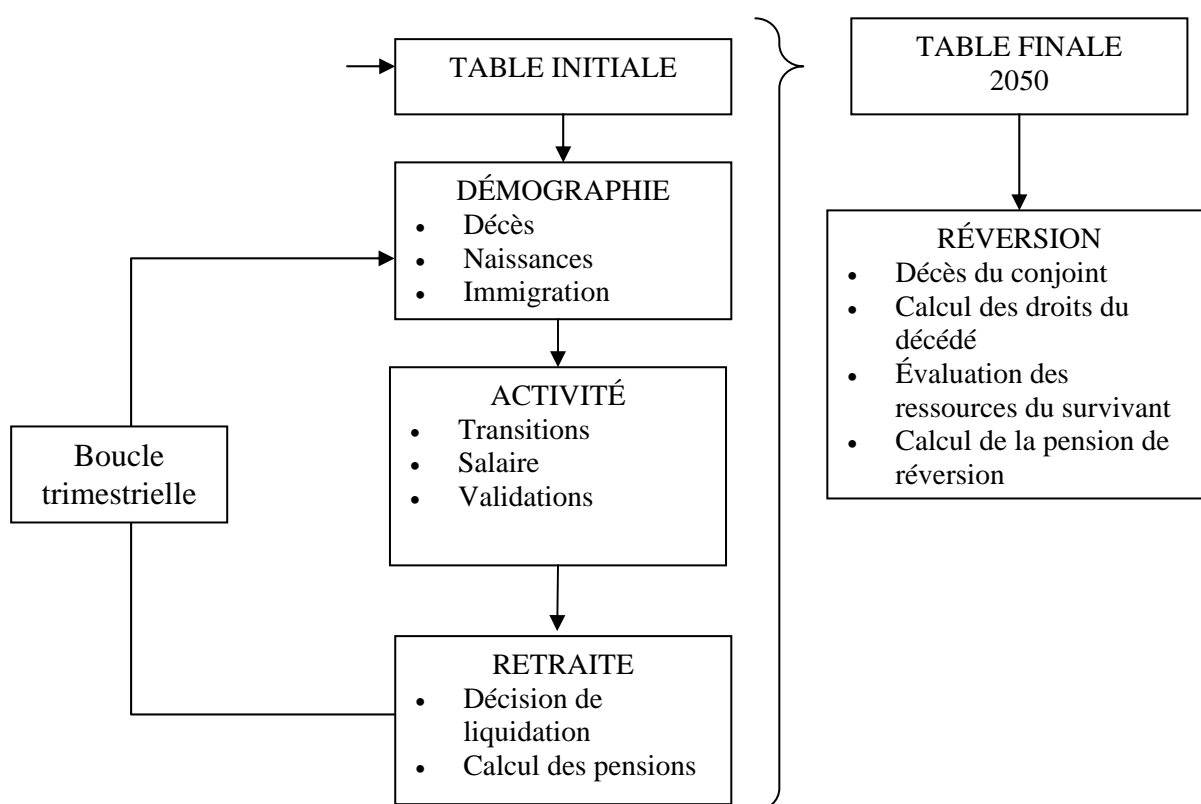 TABLE INITIALE
DÉMOGRAPHIE
• Décès
• Naissances
• Immigration
ACTIVITÉ
• Transitions
• Salaire
• Validations
Boucle
trimestrielle
RETRAITE
• Décision de
liquidation
• Calcul des pensions
TABLE FINALE
2050
RÉVERSION
• Décès du conjoint
• Calcul des droits du
décédé
• Évaluation des
ressources du survivant
• Calcul de la pension de
réversion